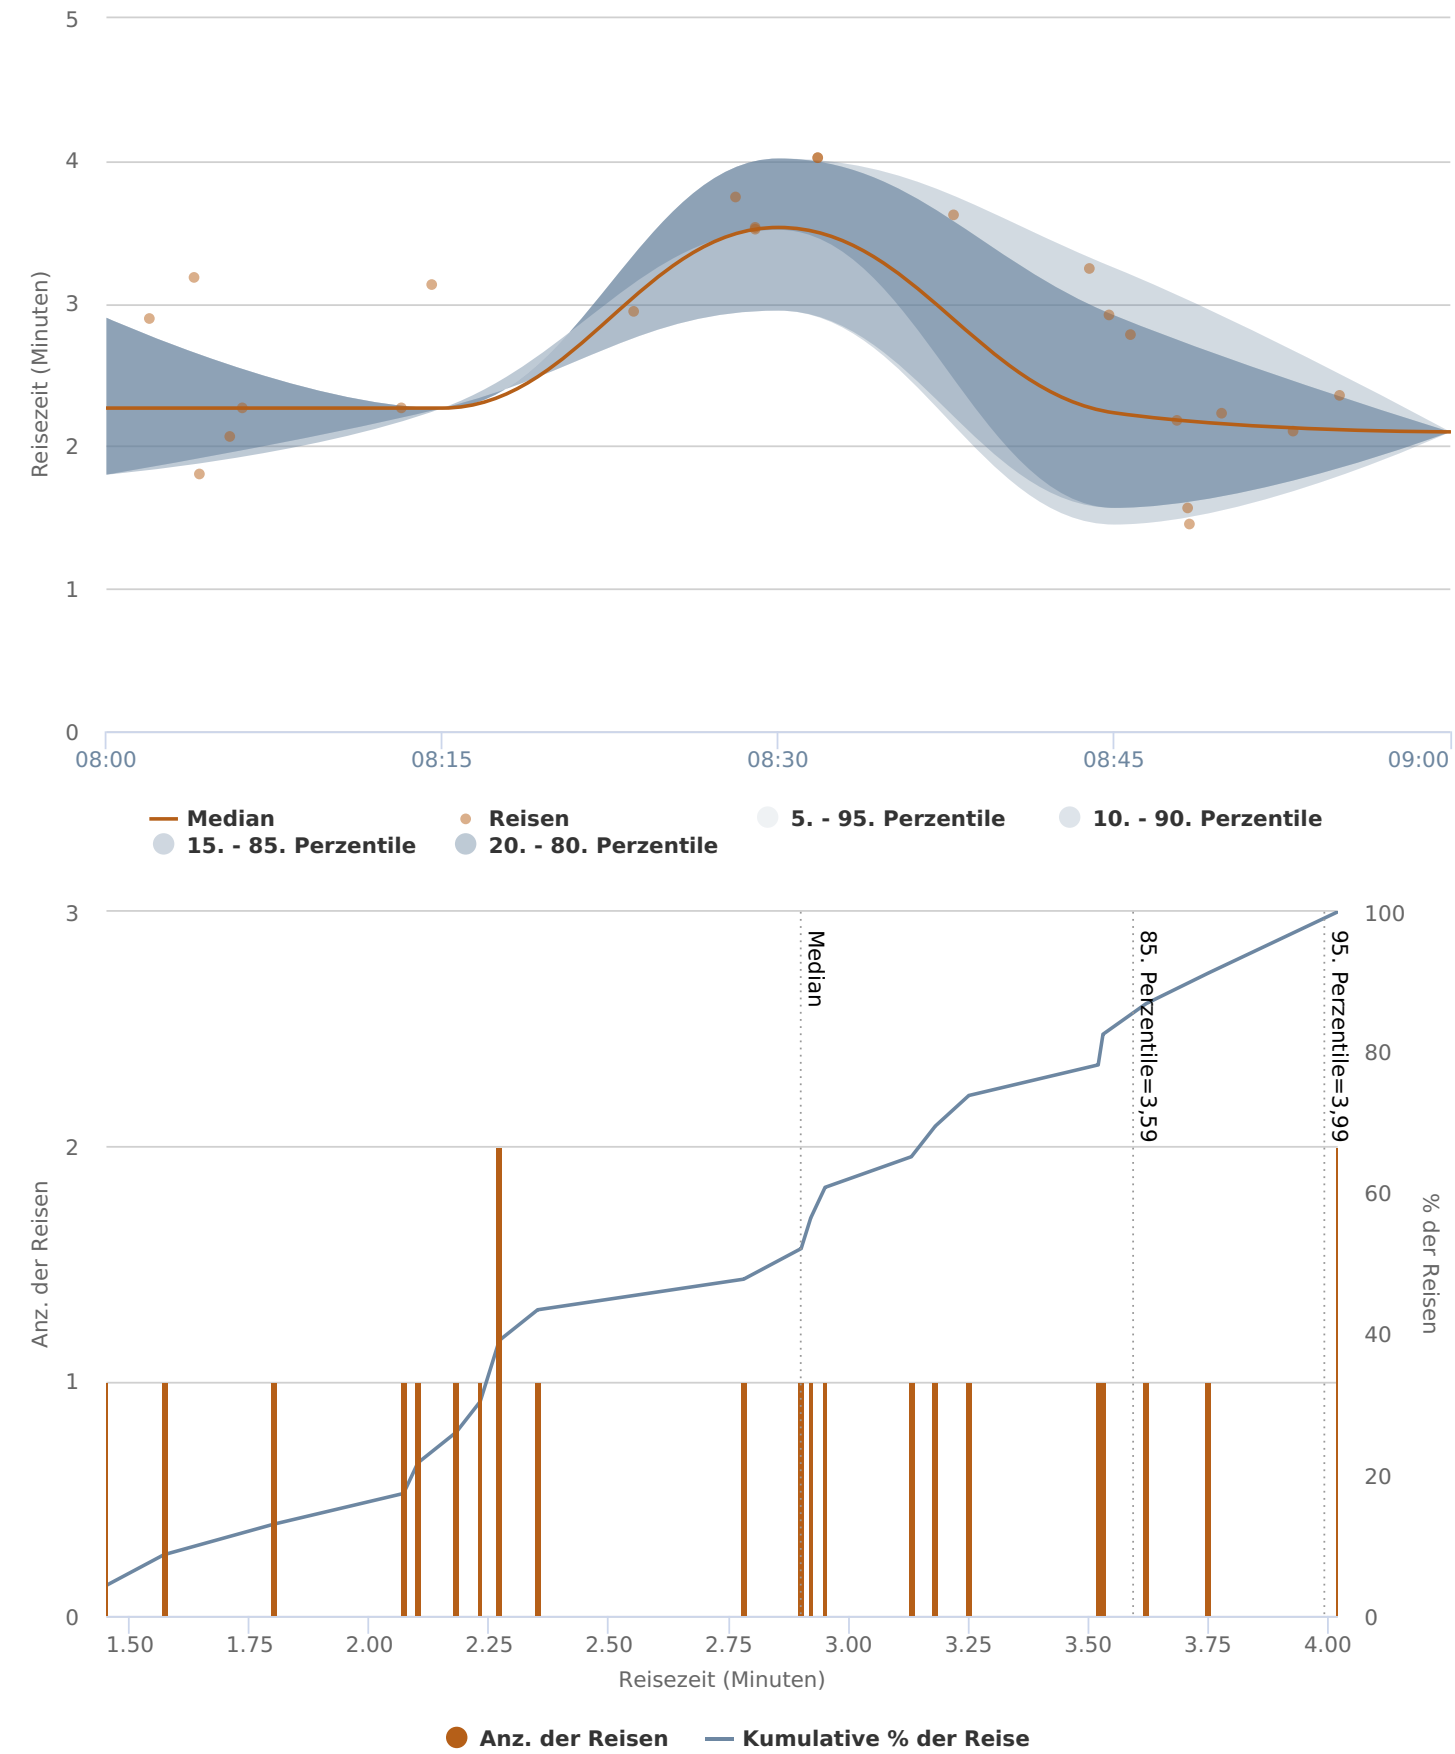 5
4
3
2
1
0
Reisezeit (Minuten)
08:00 08:15 08:30 08:45 09:00
Median Reisen 5. - 95. Perzentile 10. - 90. Perzentile
15. - 85. Perzentile 20. - 80. Perzentile
3
2
1
0
Anz. der Reisen
Median
85. Perzentile=3,59
95. Perzentile=3,99
100
80
60
40
20
0
% der Reisen
1.50 1.75 2.00 2.25 2.50 2.75 3.00 3.25 3.50 3.75 4.00
Reisezeit (Minuten)
Anz. der Reisen Kumulative % der Reise